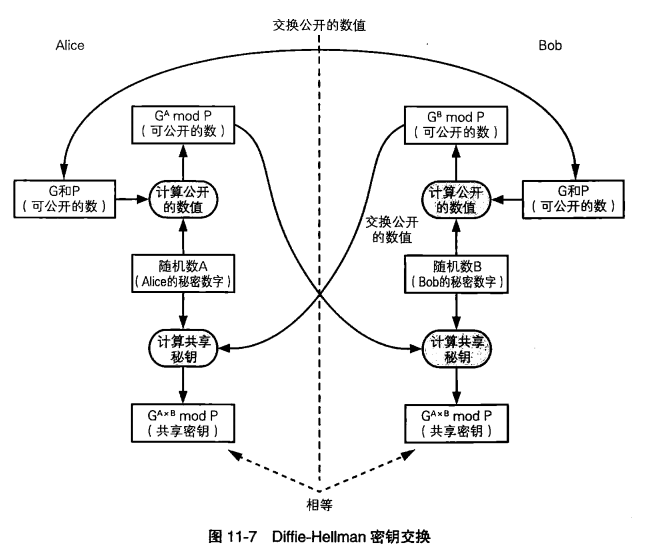 交换公开的数值
Alice
Bob
G^A mod P
（可公开的数）
G^B mod P
（可公开的数）
G和P
（可公开的数）
计算公开
的数值
计算公开
的数值
G和P
（可公开的数）
交换公开
的数值
随机数A
（Alice的秘密数字）
随机数B
（Bob的秘密数字）
计算共享
秘钥
计算共享
秘钥
G^A×B mod P
（共享密钥）
G^A×B mod P
（共享密钥）
相等
图 11-7 Diffie-Hellman 密钥交换